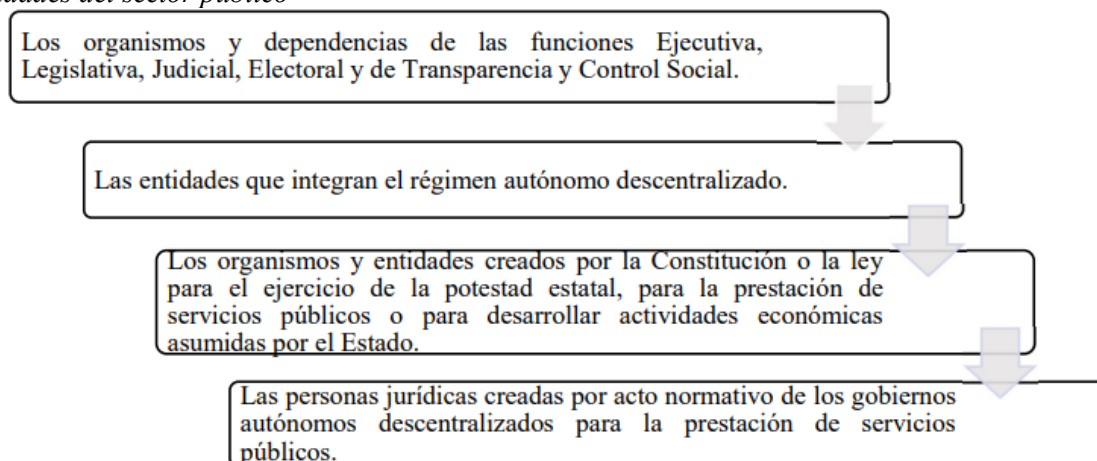 del sector público
Los organismos y dependencias de las funciones Ejecutiva,
Legislativa, Judicial, Electoral y de Transparencia y Control Social.
Las entidades que integran el régimen autónomo descentralizado.
Los organismos y entidades creados por la Constitución o la ley
para el ejercicio de la potestad estatal, para la prestación de
servicios públicos o para desarrollar actividades económicas
asumidas por el Estado.
Las personas jurídicas creadas por acto normativo de los gobiernos
autónomos descentralizados para la prestación de servicios
públicos.